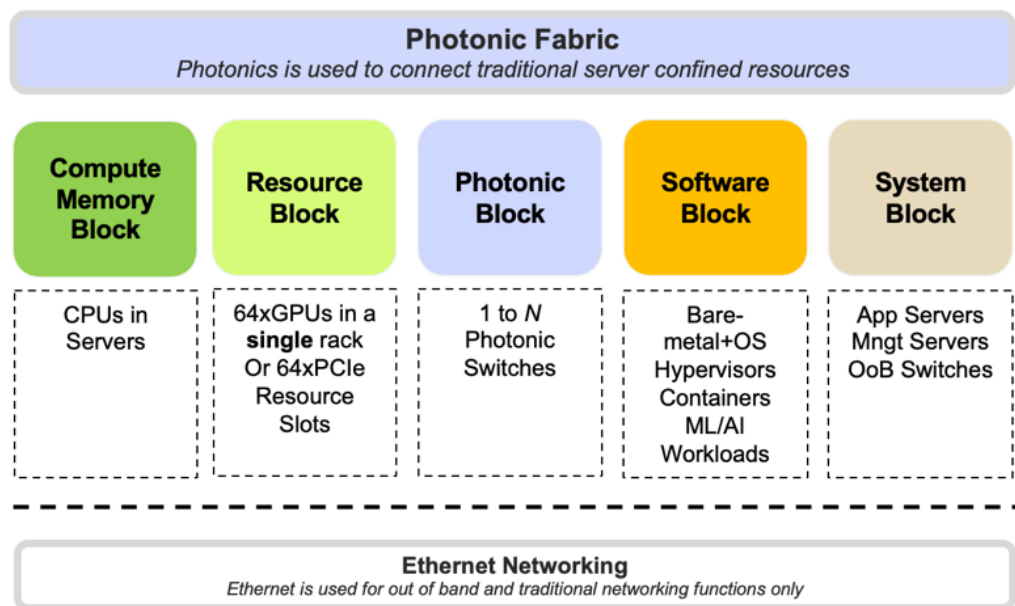 Photonic Fabric
Photonics is used to connect traditional server confined resources
Compute
Memory
Block
Resource
Block
Photonic
Block
Software
Block
System
Block
CPUs in
Servers
64xGPUs in a
single rack
Or 64xPCIe
Resource
Slots
1 to N
Photonic
Switches
Bare-
metal+OS
Hypervisors
Containers
ML/AI
Workloads
App Servers
Mngt Servers
OoB Switches
Ethernet Networking
Ethernet is used for out of band and traditional networking functions only